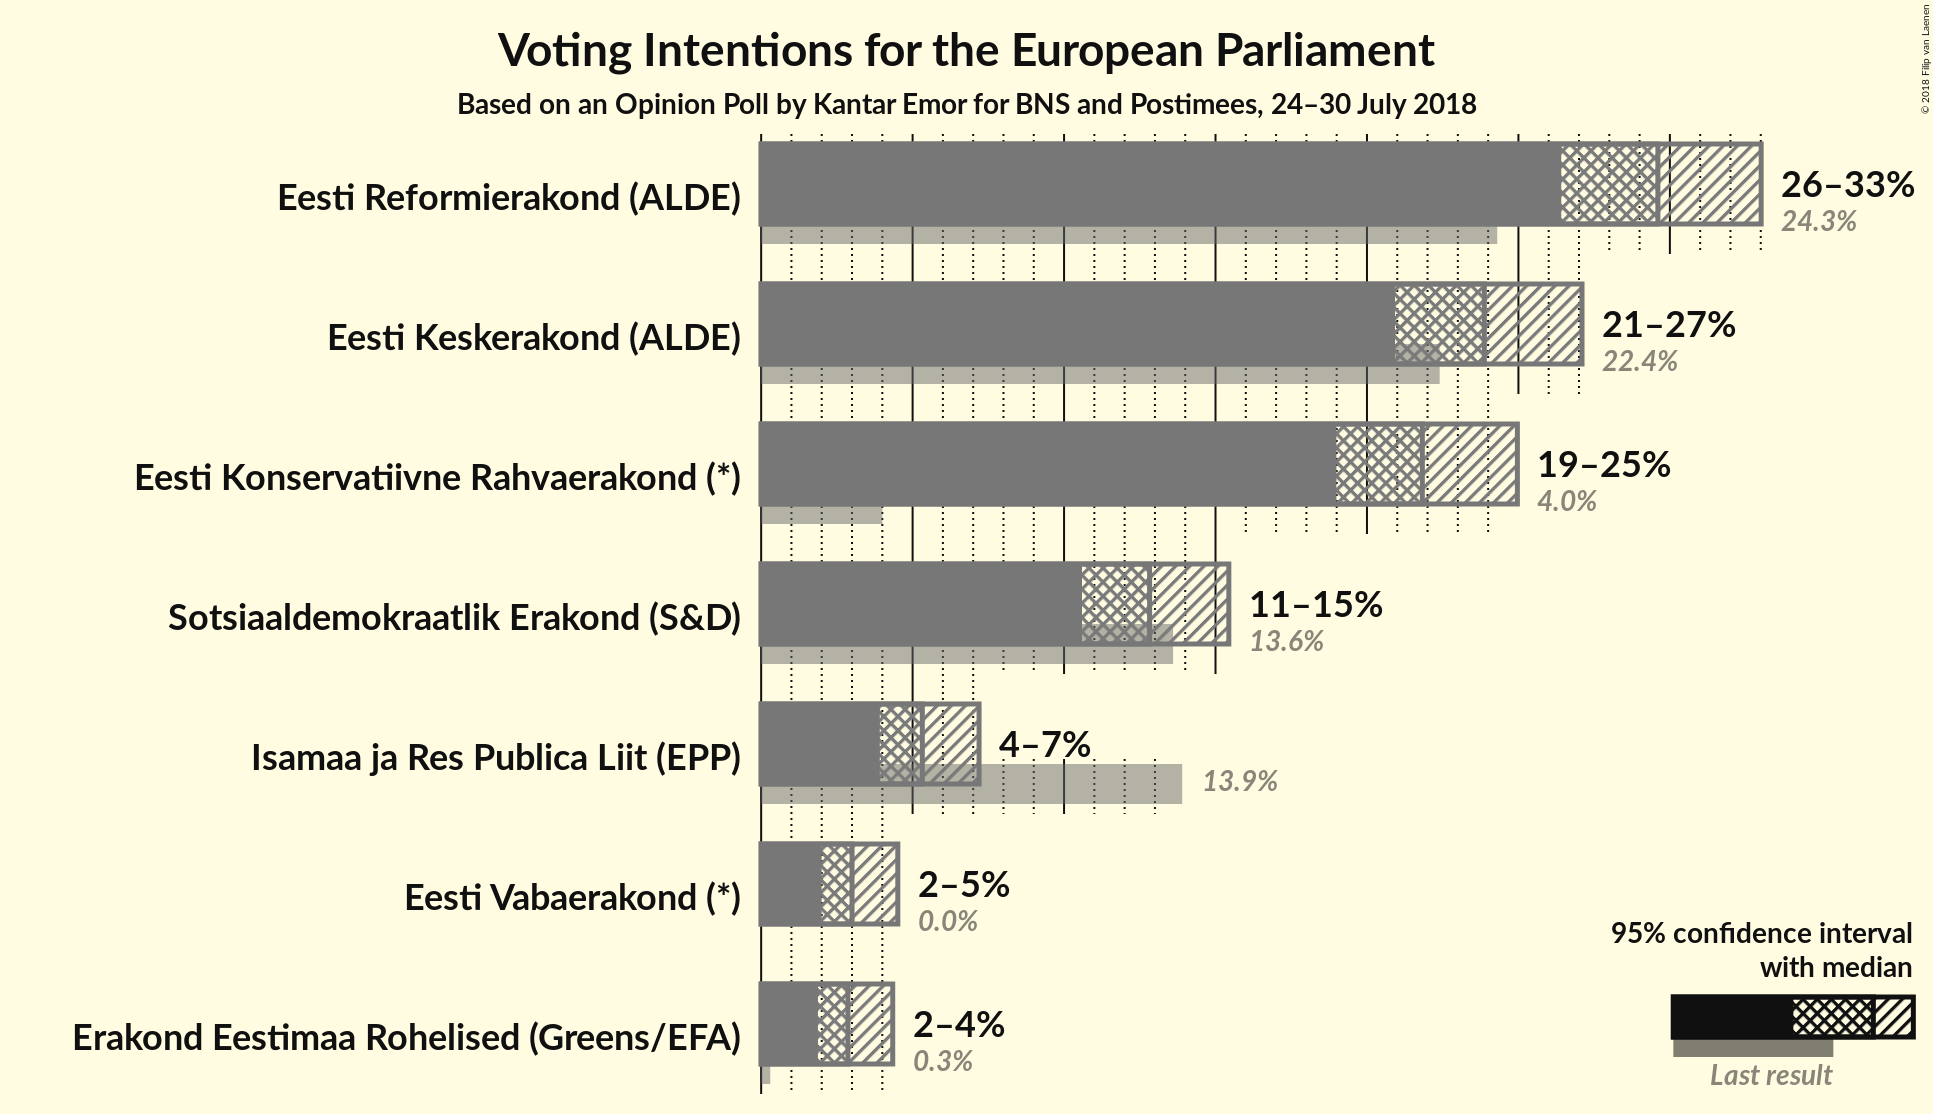 Voting Intentions for the European Parliament
Based on an Opinion Poll by Kantar Emor for BNS and Postimees, 24–30 July 2018
© 2018 Filip van Laenen
Eesti Reformierakond (ALDE)
26–33%
24.3%
Eesti Keskerakond (ALDE)
21–27%
22.4%
Eesti Konservatiivne Rahvaerakond (*)
19–25%
4.0%
Sotsiaaldemokraatlik Erakond (S&D)
11–15%
13.6%
Isamaa ja Res Publica Liit (EPP)
4–7%
13.9%
Eesti Vabaerakond (*)
2–5%
0.0%
Erakond Eestimaa Rohelised (Greens/EFA)
2–4%
0.3%
95% confidence interval
with median
Last result